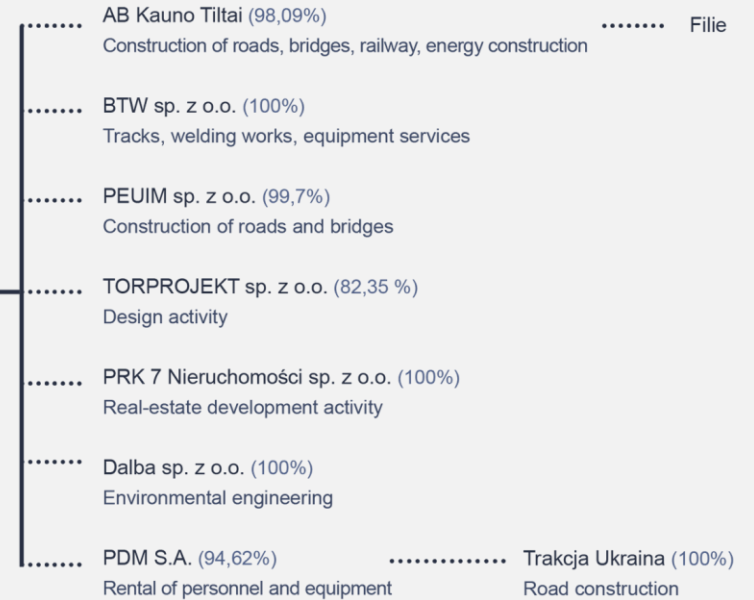 AB Kauno Tiltai (98,09%)
Filie
Construction of roads, bridges, railway, energy construction
BTW sp. z o.o. (100%)
Tracks, welding works, equipment services
PEUIM sp. z o.o. (99,7%)
Construction of roads and bridges
TORPROJEKT sp. z o.o. (82,35 %)
Design activity
PRK 7 Nieruchomości sp. z o.o. (100%)
Real-estate development activity
Dalba sp. z o.o. (100%)
Environmental engineering
PDM S.A. (94,62%)
Rental of personnel and equipment
Trakcja Ukraina (100%)
Road construction